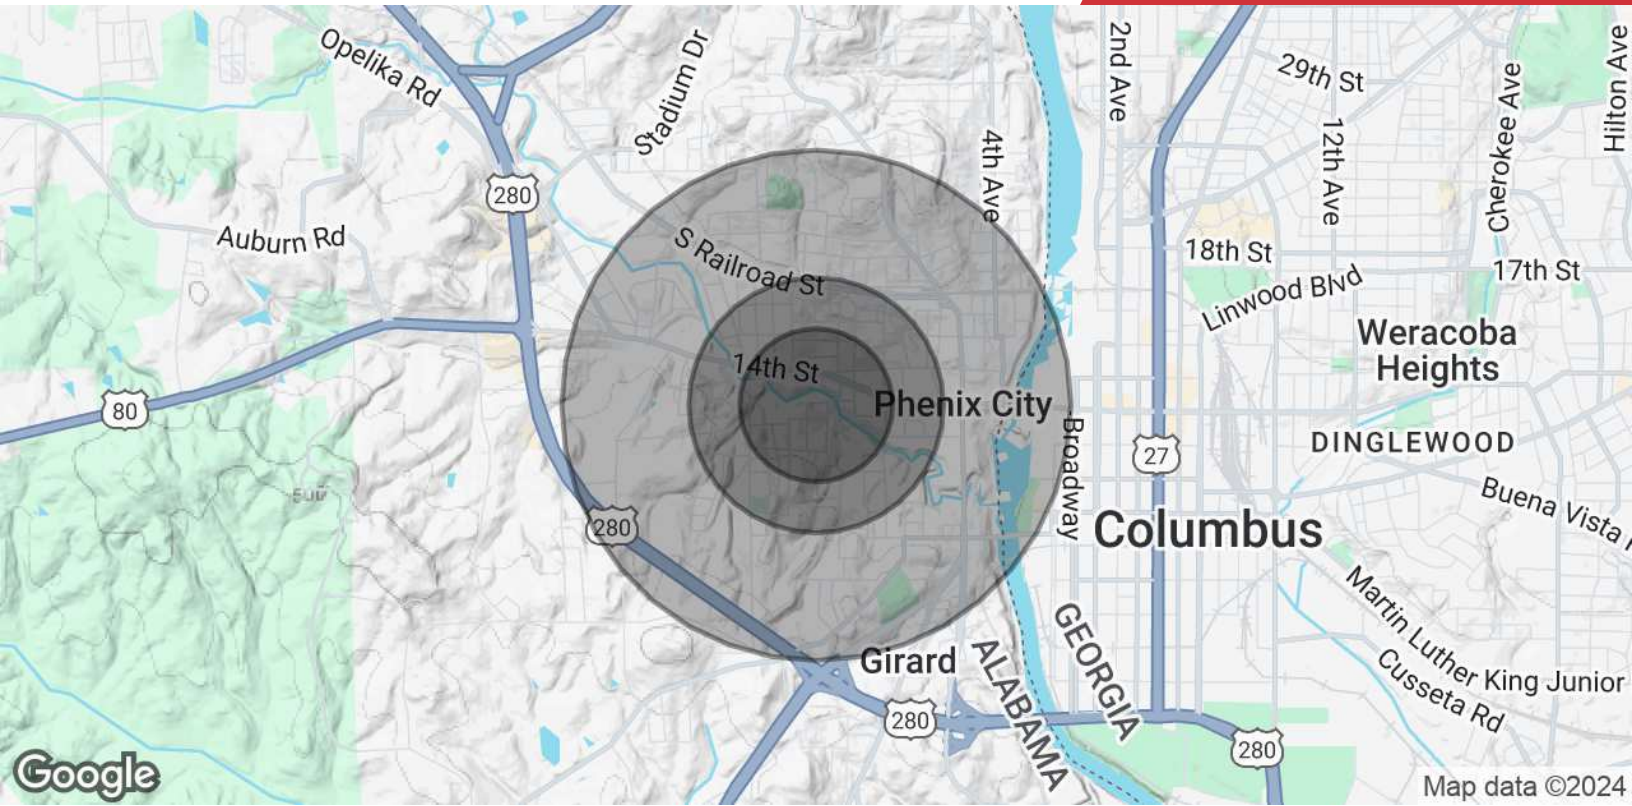 Opelika Rd
Stadium Dr
2nd Ave
29th St
Cherokee Ave
Hilton Ave
4th Ave
12th Ave
280
Auburn Rd
S Railroad St
18th St
17th St
Linwood Blvd
Weracoba
Heights
14th St
80
Phenix City
Broadway
27
DINGLEWOOD
Buena Vista
280
Columbus
Martin Luther King Junior
Cusseta Rd
Girard
ALABAMA
GEORGIA
280
280
Google
Map data ©2024